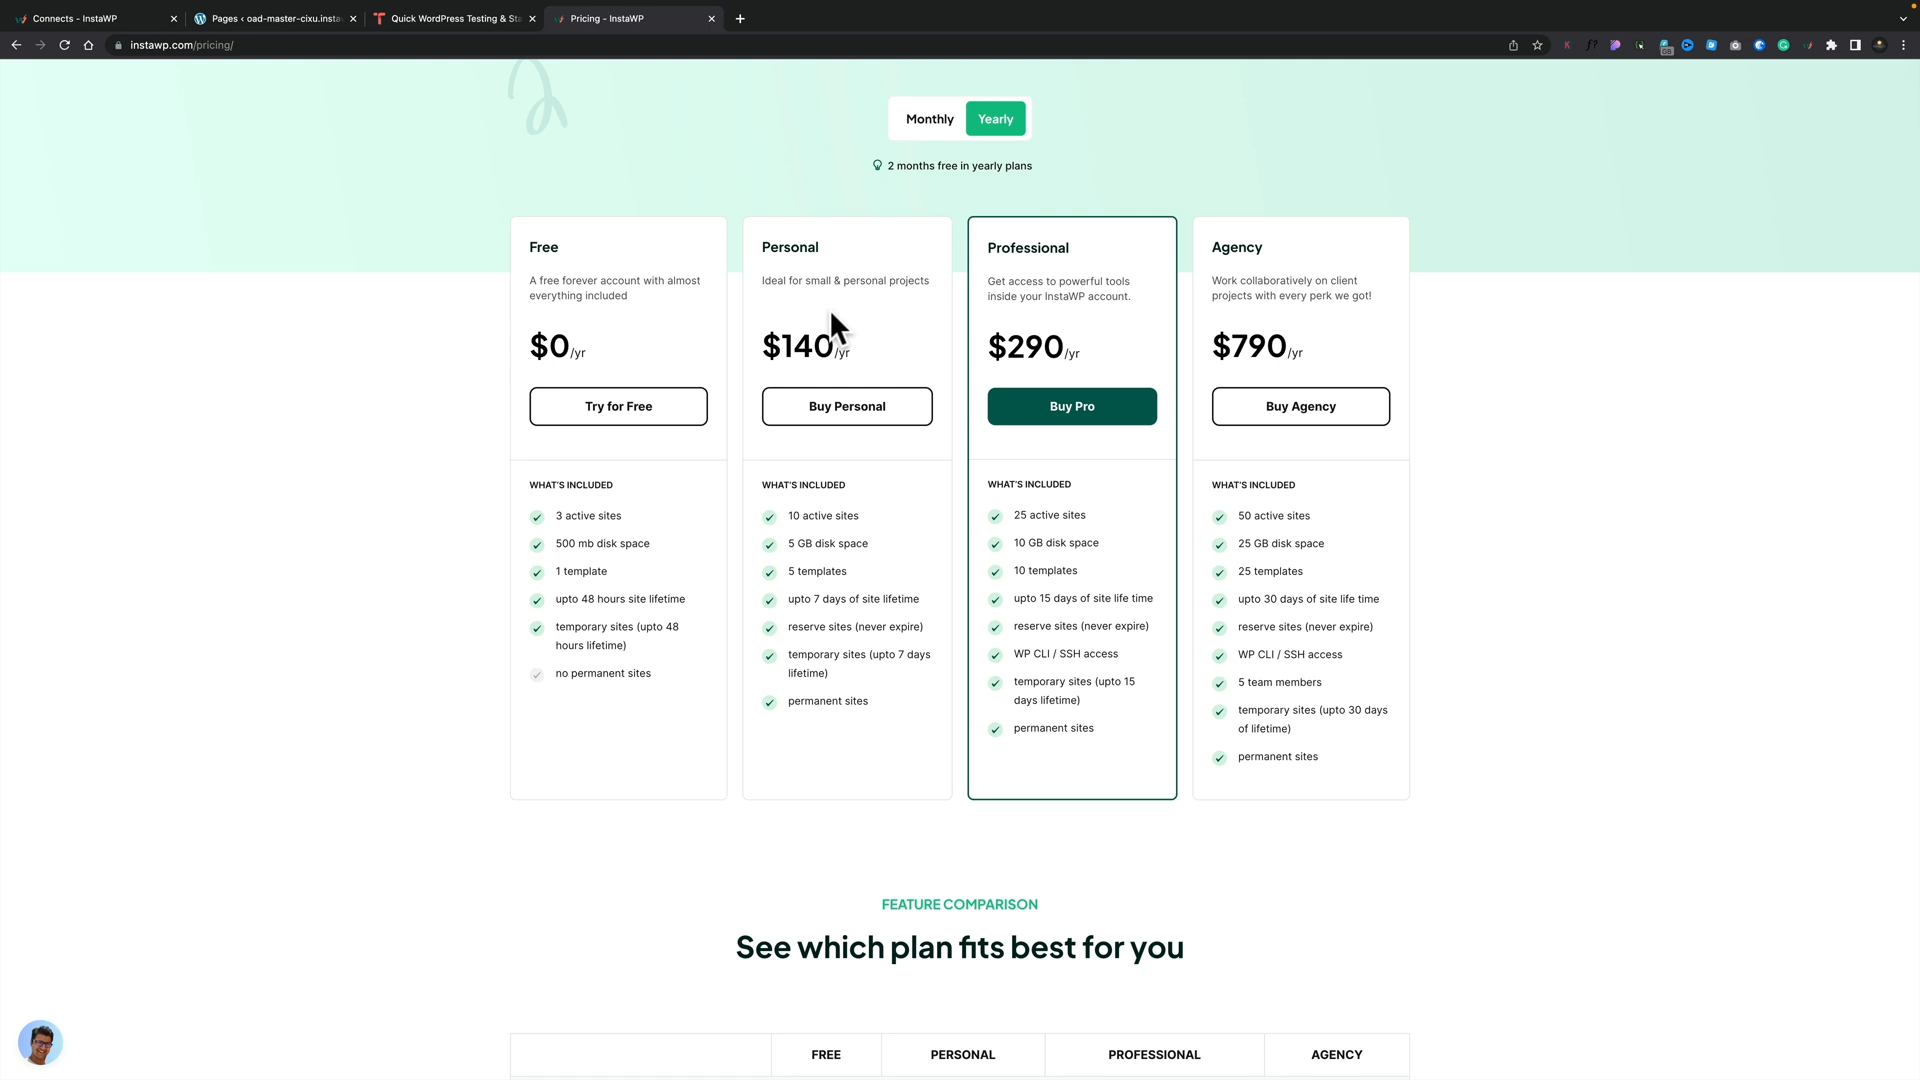 Connects - InstaWP
Pages ‹ oad-master-cixu.insta
Quick WordPress Testing & Sta
Pricing - InstaWP
instawp.com/pricing/
Monthly
Yearly
2 months free in yearly plans
Free
A free forever account with almost
everything included
$0/yr
Try for Free
WHAT'S INCLUDED
3 active sites
500 mb disk space
1 template
upto 48 hours site lifetime
temporary sites (upto 48
hours lifetime)
no permanent sites
Personal
Ideal for small & personal projects
$140/yr
Buy Personal
WHAT'S INCLUDED
10 active sites
5 GB disk space
5 templates
upto 7 days of site lifetime
reserve sites (never expire)
temporary sites (upto 7 days
lifetime)
permanent sites
Professional
Get access to powerful tools
inside your InstaWP account.
$290/yr
Buy Pro
WHAT'S INCLUDED
25 active sites
10 GB disk space
10 templates
upto 15 days of site life time
reserve sites (never expire)
WP CLI / SSH access
temporary sites (upto 15
days lifetime)
permanent sites
Agency
Work collaboratively on client
projects with every perk we got!
$790/yr
Buy Agency
WHAT'S INCLUDED
50 active sites
25 GB disk space
25 templates
upto 30 days of site life time
reserve sites (never expire)
WP CLI / SSH access
5 team members
temporary sites (upto 30 days
of lifetime)
permanent sites
FEATURE COMPARISON
See which plan fits best for you
FREE
PERSONAL
PROFESSIONAL
AGENCY